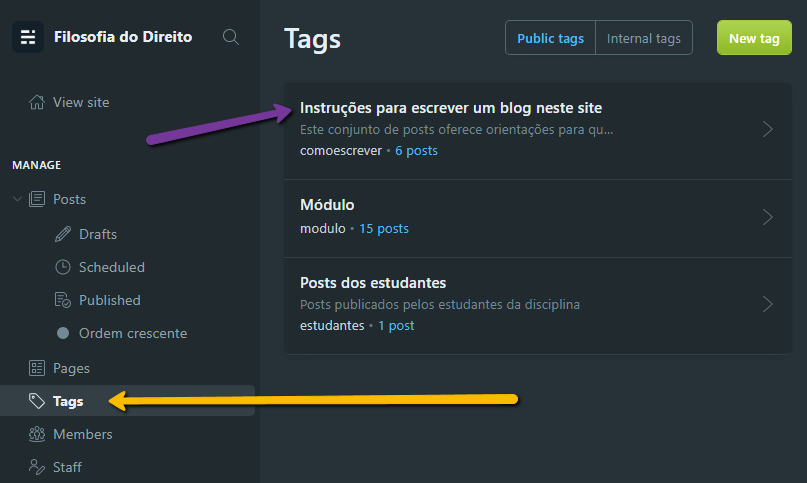 Filosofia do Direito
View site
MANAGE
Posts
Drafts
Scheduled
Published
Ordem crescente
Pages
Tags
Members
Staff
Tags
Public tags
Internal tags
New tag
Instruções para escrever um blog neste site
Este conjunto de posts oferece orientações para qu...
comoescrever • 6 posts
Módulo
modulo • 15 posts
Posts dos estudantes
Posts publicados pelos estudantes da disciplina
estudantes • 1 post